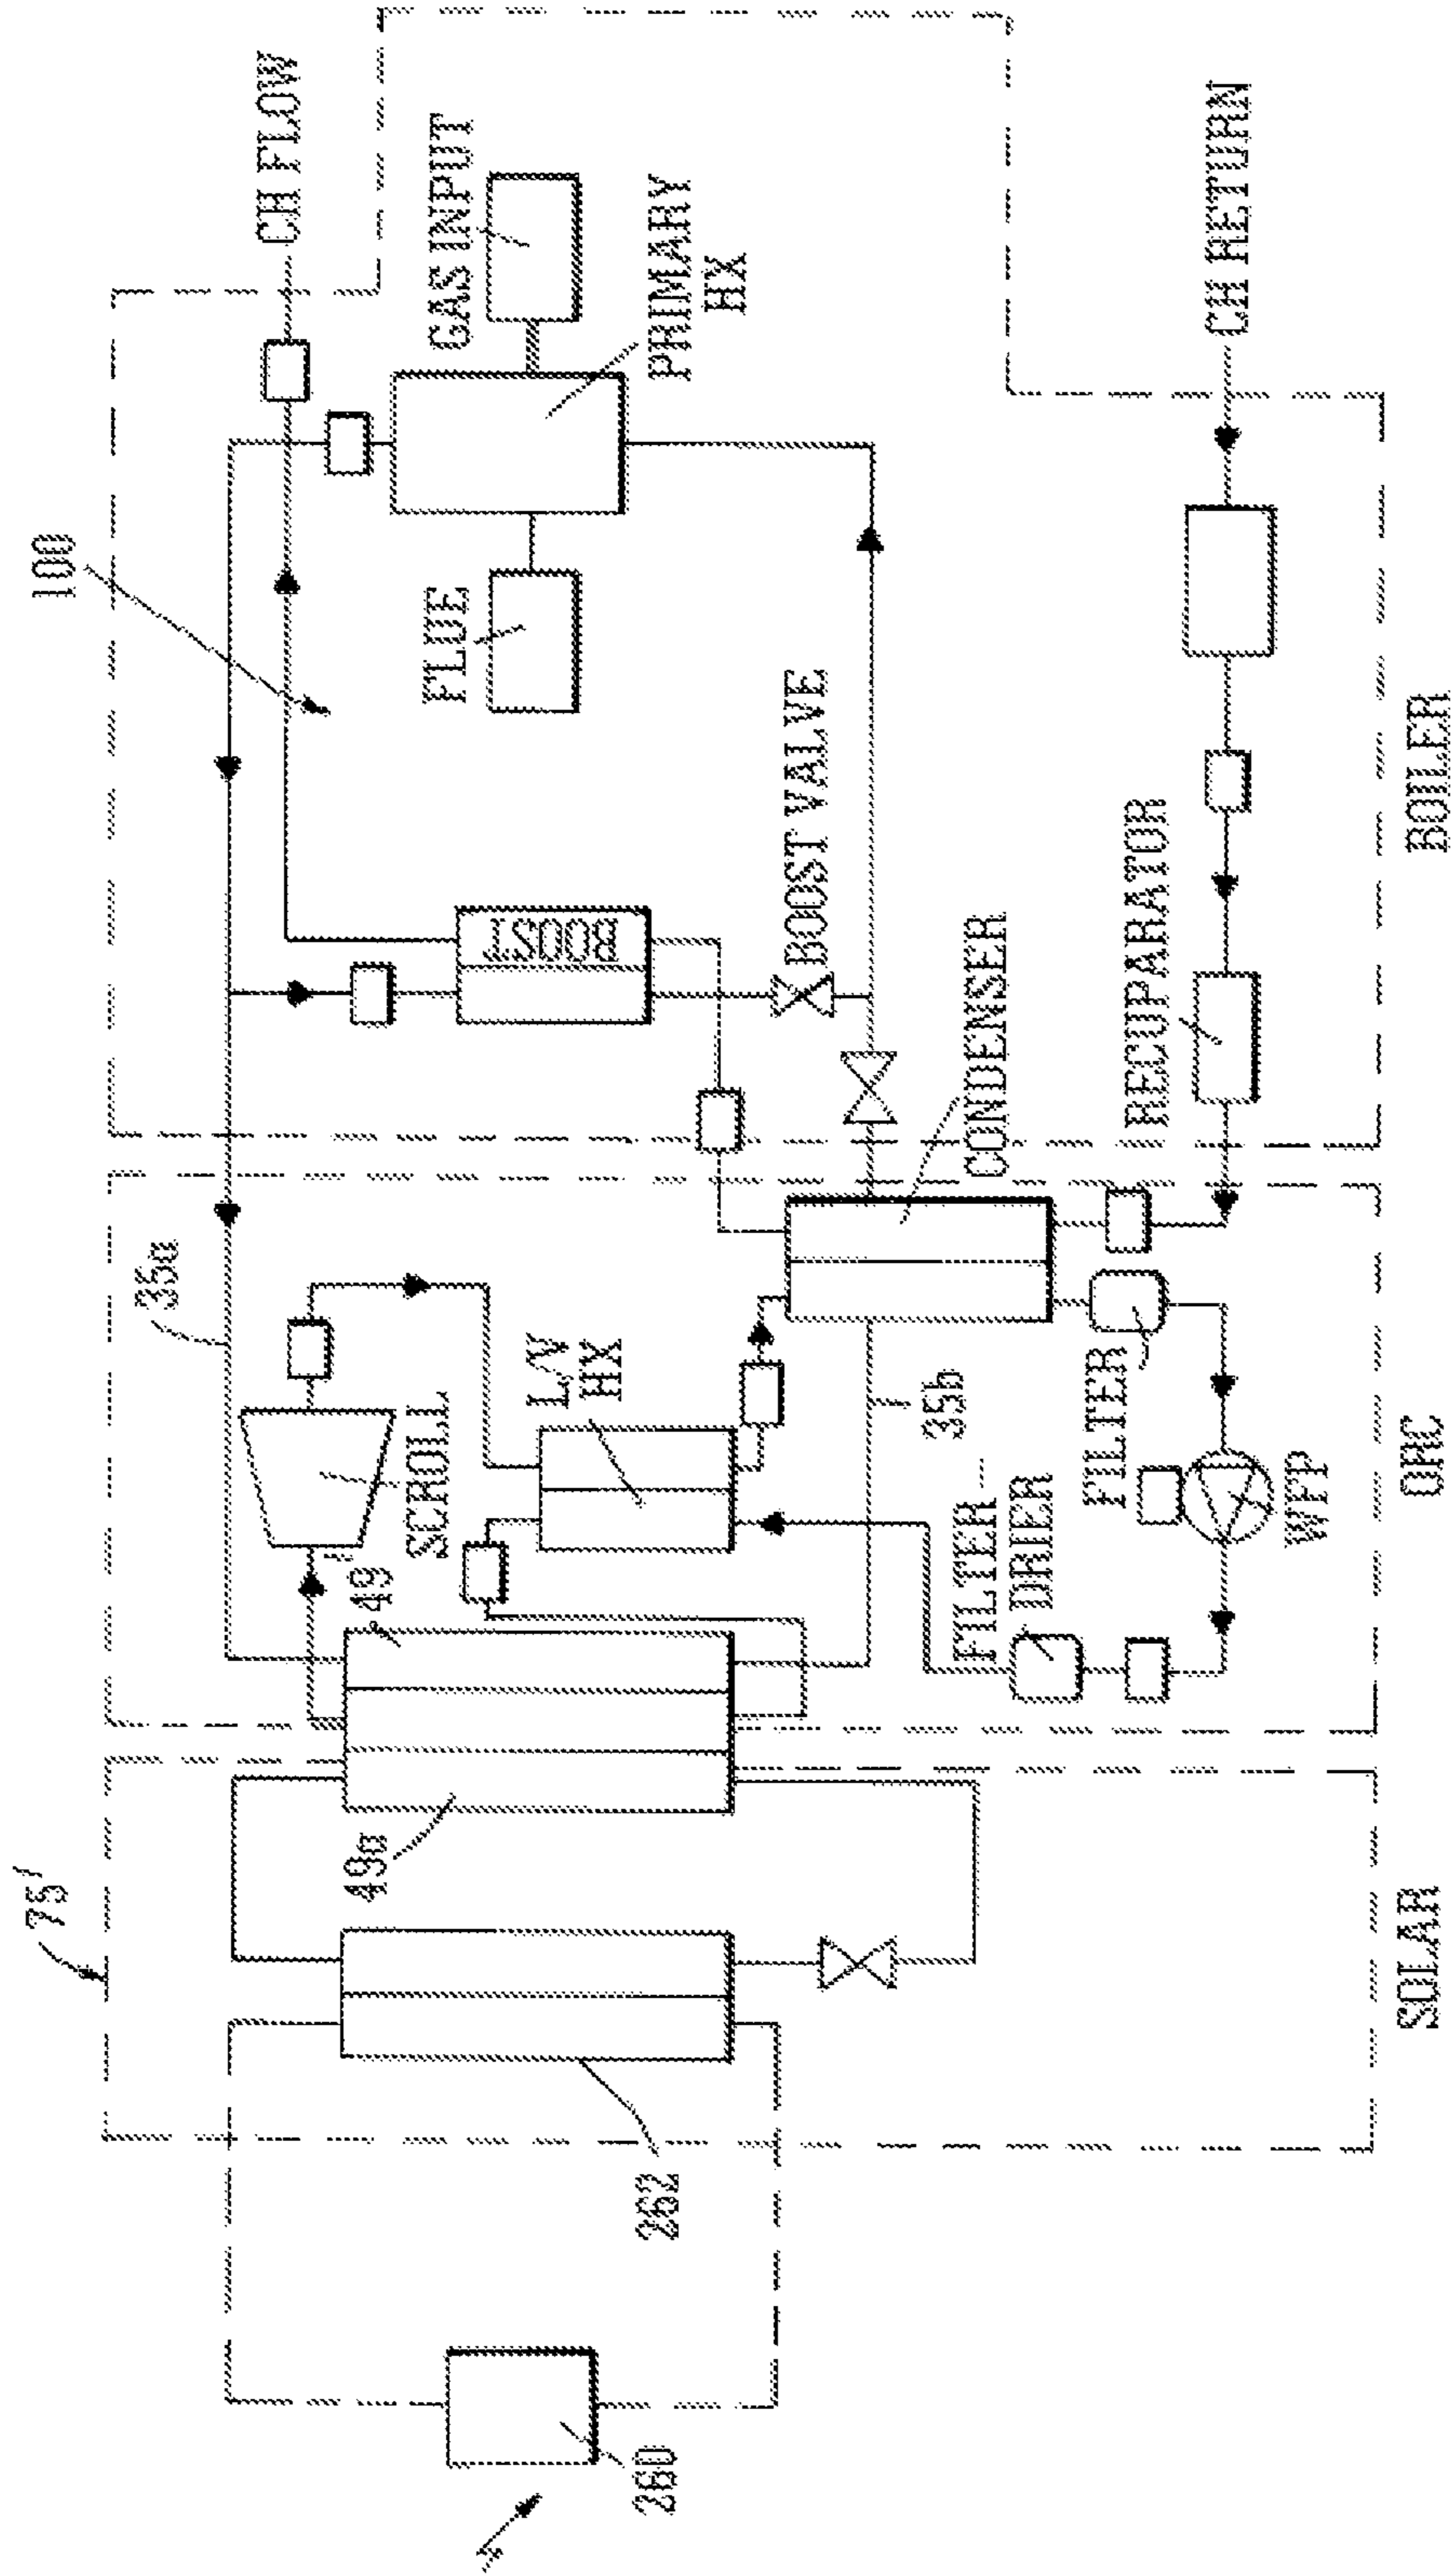 75'
260
262
SOLAR
49a
49
35a
SCROLL
L/V
HX
35b
FILTER
DRIER
FILTER
WFP
ORC
CONDENSER
100
BOOST
BOOST VALVE
RECUPARATOR
BOILER
FLUE
GAS INPUT
PRIMARY
HX
CH FLOW
CH RETURN